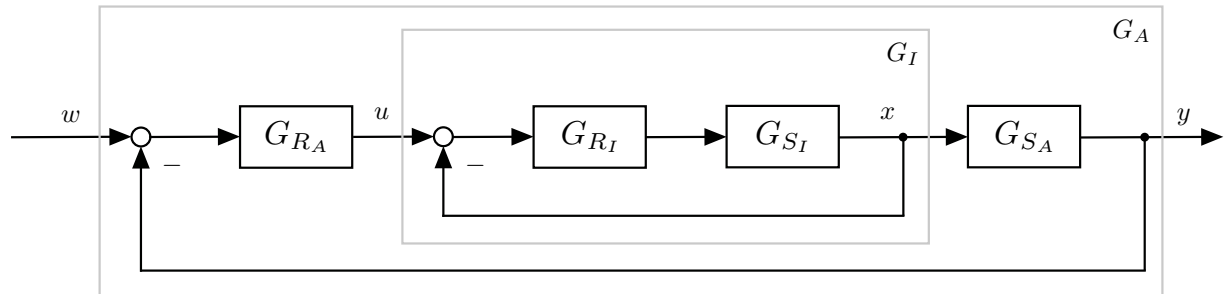 G_A
G_I
w
u
x
y
G_{R_A}
G_{R_I}
G_{S_I}
G_{S_A}
−
−